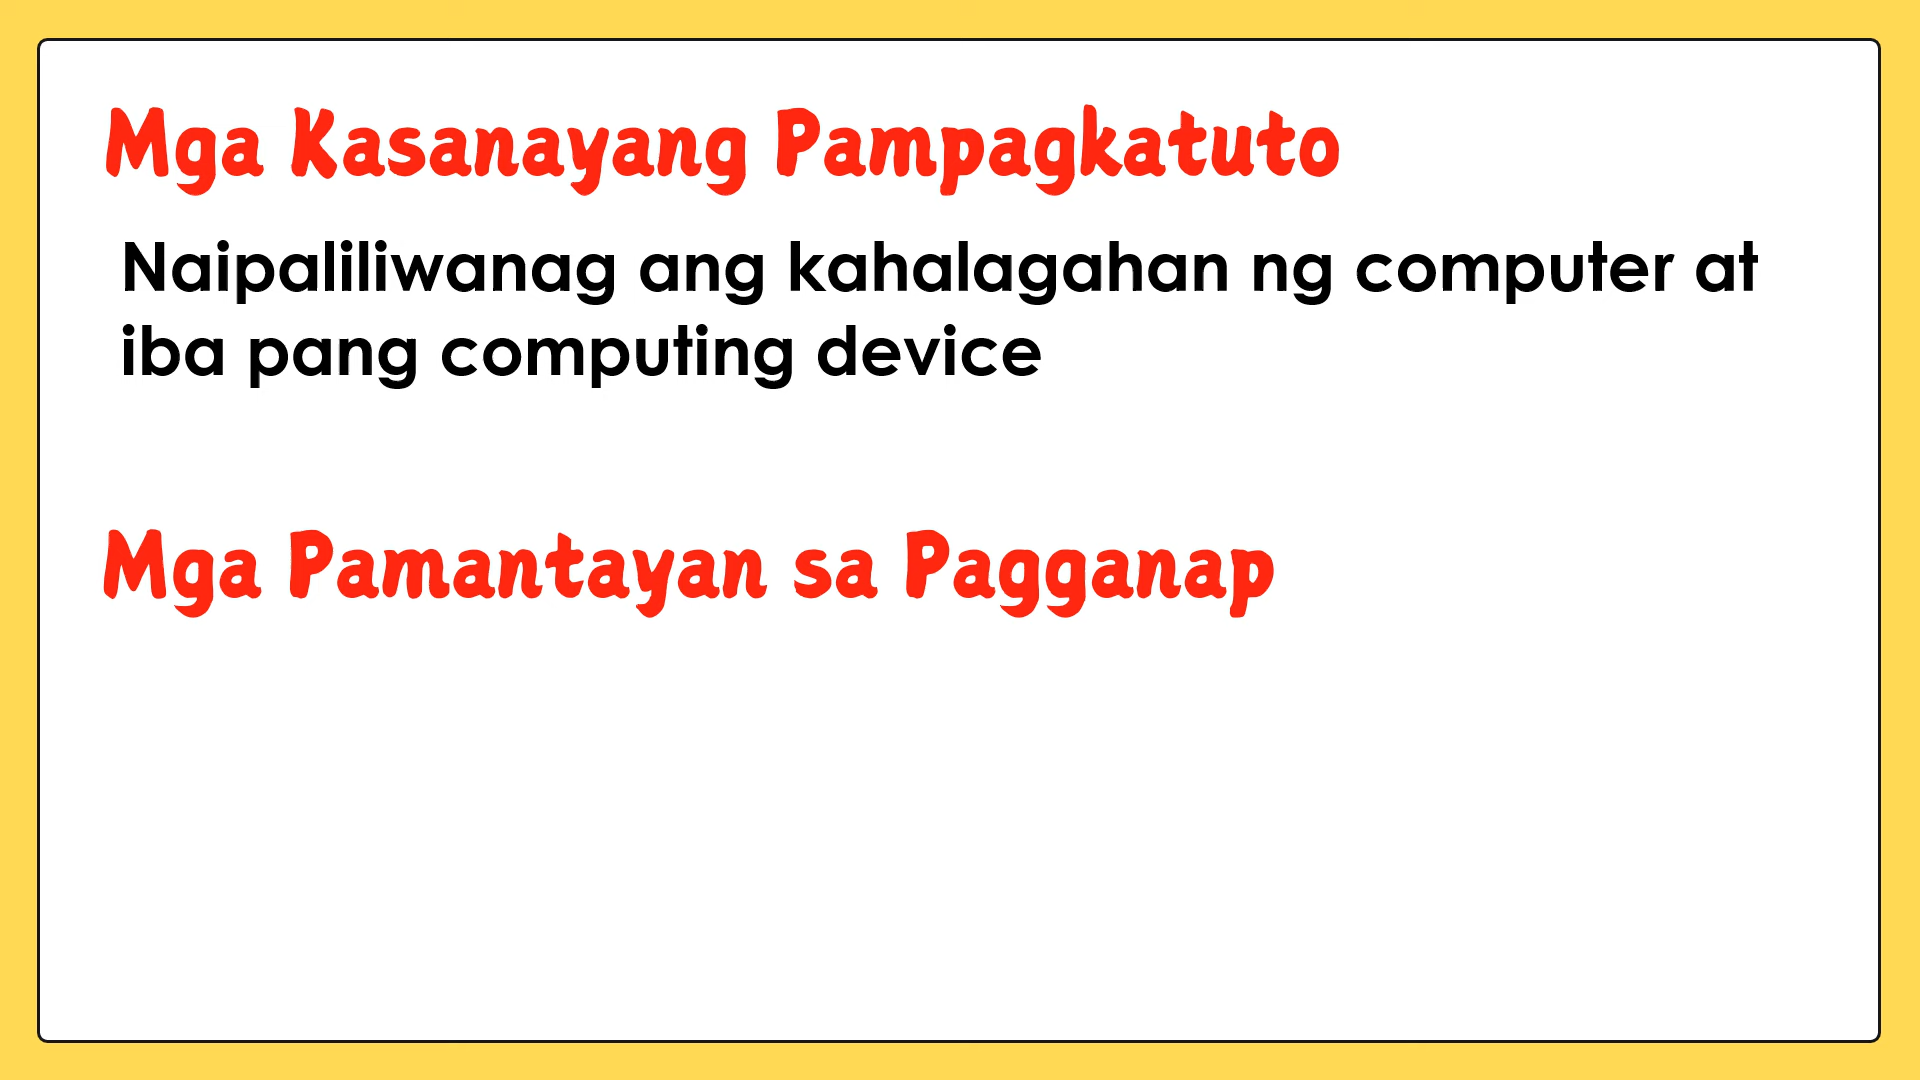 Mga Kasanayang Pampagkatuto
Naipaliliwanag ang kahalagahan ng computer at
iba pang computing device
Mga Pamantayan sa Pagganap